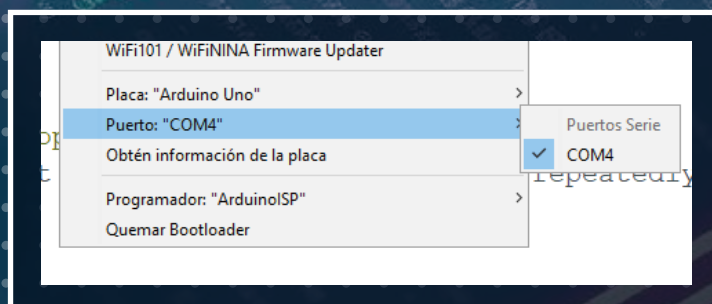 WiFi101 / WiFiNINA Firmware Updater
Placa: "Arduino Uno"
Puerto: "COM4"
Puertos Serie
COM4
Obtén información de la placa
repeatedly
Programador: "ArduinoISP"
Quemar Bootloader